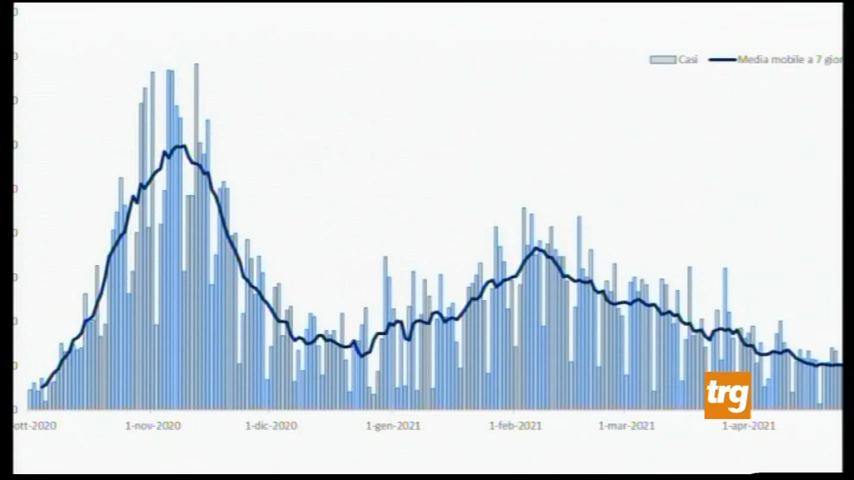 Casi
Media mobile a 7 gior
ott-2020
1-nov-2020
1-dic-2020
1-gen-2021
1-feb-2021
1-mar-2021
1-apr-2021
trg